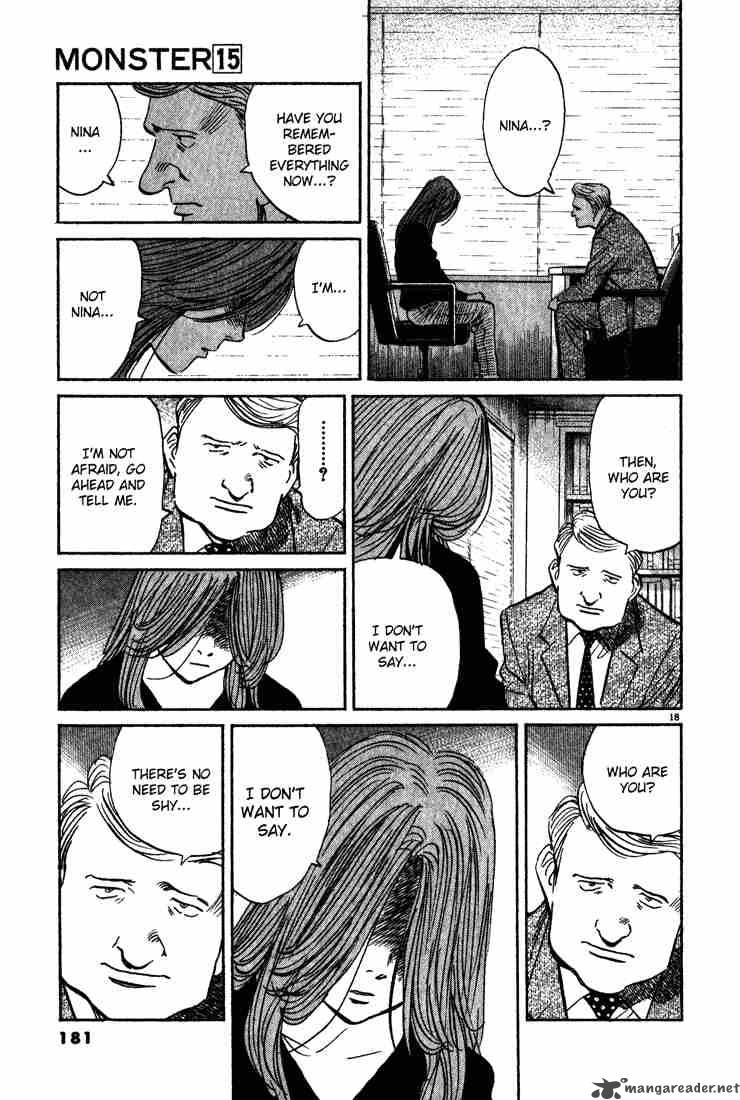 MONSTER 15
NINA...?
HAVE YOU
REMEM-
BERED
EVERYTHING
NOW...?
NINA
...
I'M...
NOT
NINA...
THEN,
WHO ARE
YOU?
I DON'T
WANT TO
SAY...
.......?
I'M NOT
AFRAID, GO
AHEAD AND
TELL ME.
18
WHO ARE
YOU?
I DON'T
WANT TO
SAY.
THERE'S NO
NEED TO BE
SHY...
181
mangareader.net